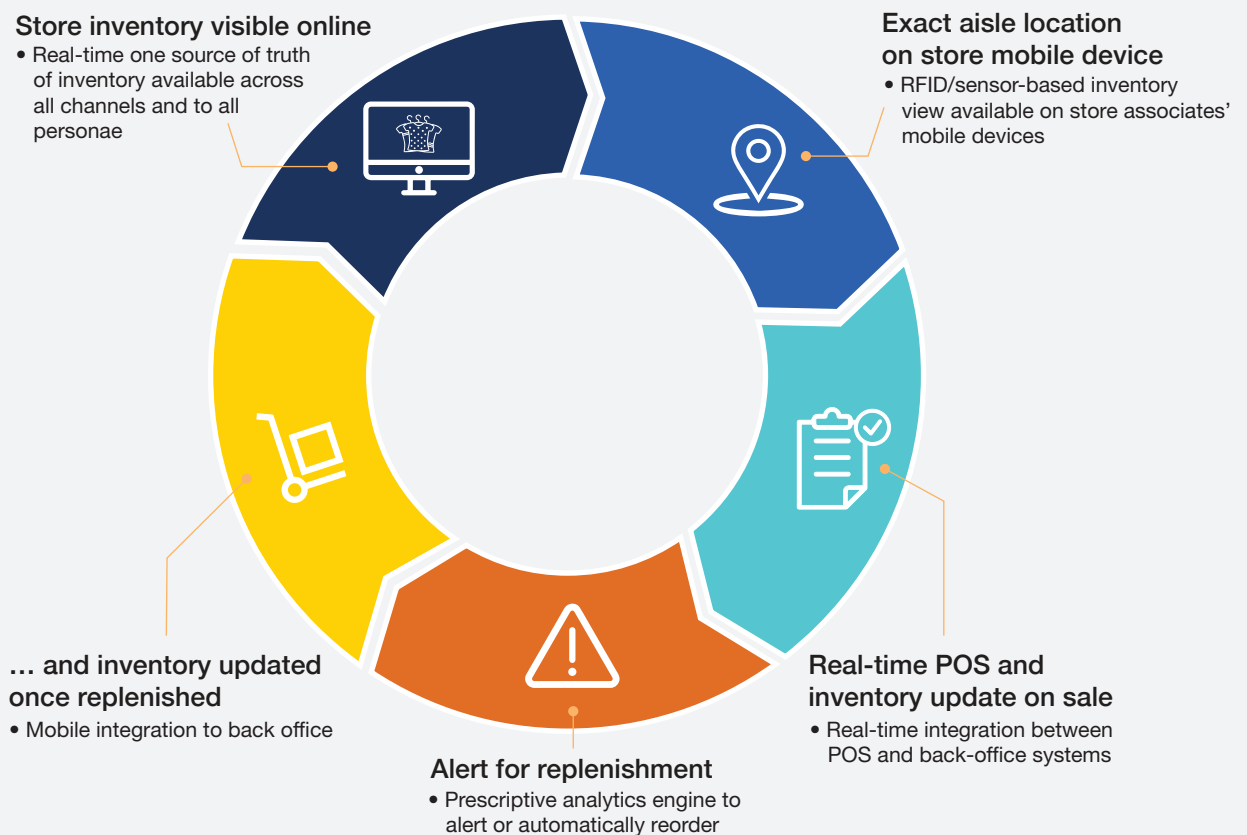 Store inventory visible online
• Real-time one source of truth
of inventory available across
all channels and to all
personae
Exact aisle location
on store mobile device
• RFID/sensor-based inventory
view available on store associates’
mobile devices
Real-time POS and
inventory update on sale
• Real-time integration between
POS and back-office systems
Alert for replenishment
• Prescriptive analytics engine to
alert or automatically reorder
... and inventory updated
once replenished
• Mobile integration to back office